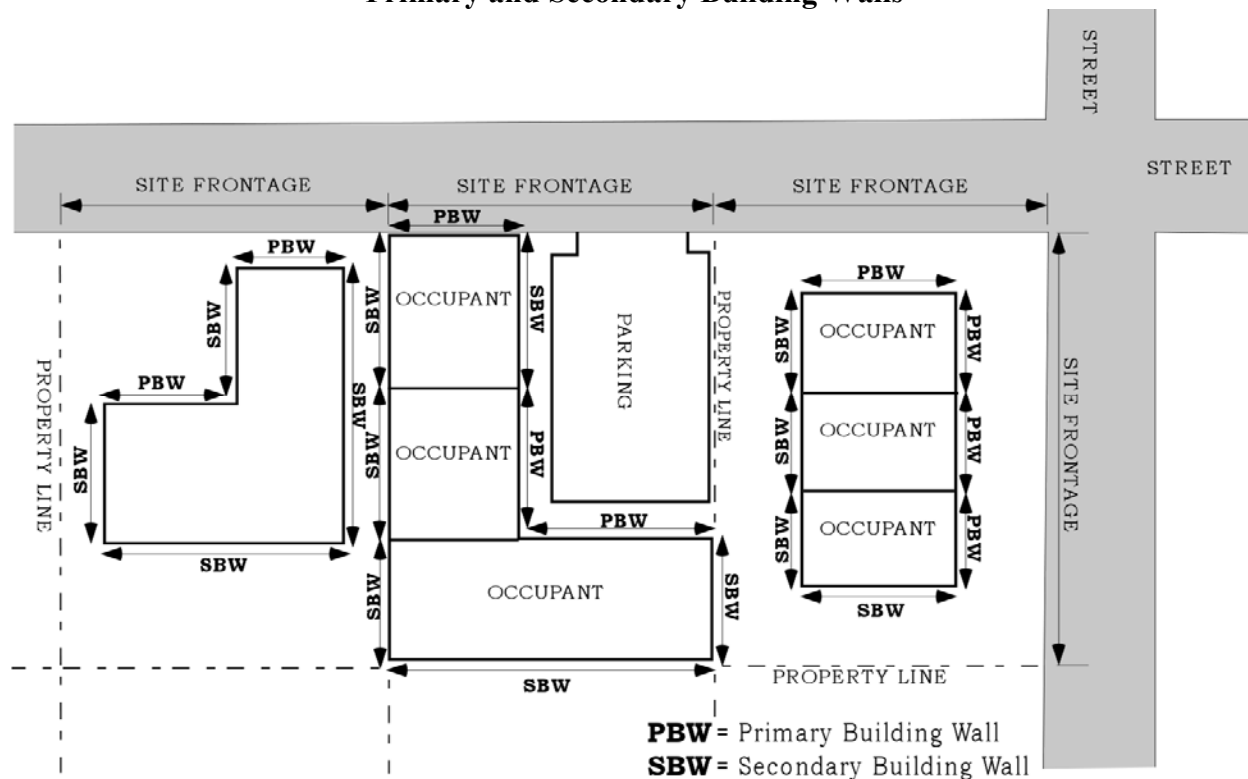 Primary and Secondary Building Walls
STREET
STREET
SITE FRONTAGE
SITE FRONTAGE
SITE FRONTAGE
PBW
PBW
PBW
SBW
SBW
SBW
OCCUPANT
PARKING
PROPERTY LINE
SBW
OCCUPANT
PBW
PROPERTY LINE
PBW
SBW
SBW
SBW
OCCUPANT
PBW
SBW
OCCUPANT
PBW
SITE FRONTAGE
SBW
PBW
SBW
OCCUPANT
PBW
SBW
SBW
OCCUPANT
SBW
SBW
SBW
PROPERTY LINE
PBW = Primary Building Wall
SBW = Secondary Building Wall